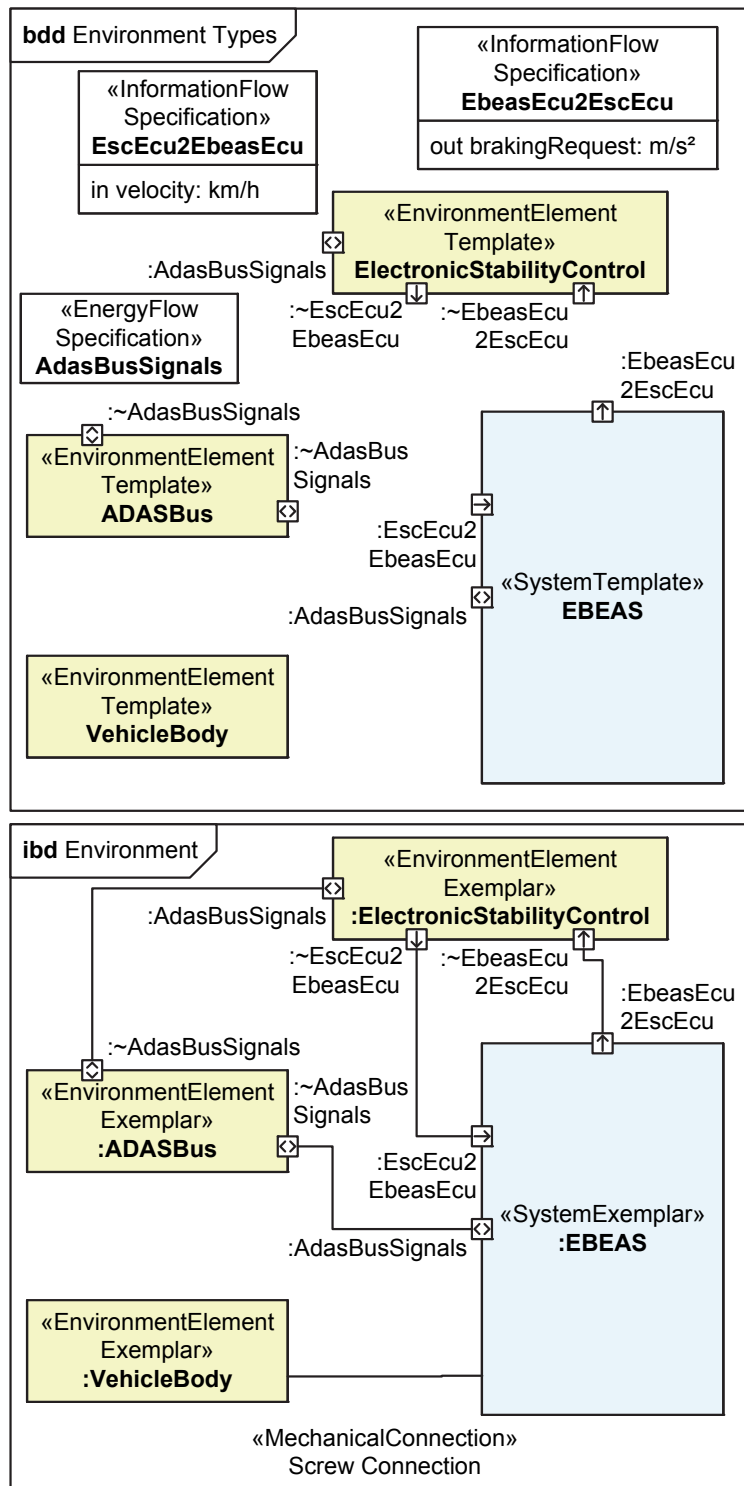 bdd Environment Types
«InformationFlow
Specification»
EscEcu2EbeasEcu
in velocity: km/h
«InformationFlow
Specification»
EbeasEcu2EscEcu
out brakingRequest: m/s²
«EnvironmentElement
Template»
ElectronicStabilityControl
:AdasBusSignals
:~EscEcu2
EbeasEcu
:~EbeasEcu
2EscEcu
«EnergyFlow
Specification»
AdasBusSignals
:EbeasEcu
2EscEcu
:~AdasBusSignals
«EnvironmentElement
Template»
ADASBus
:~AdasBus
Signals
:EscEcu2
EbeasEcu
:AdasBusSignals
«SystemTemplate»
EBEAS
«EnvironmentElement
Template»
VehicleBody
ibd Environment
«EnvironmentElement
Exemplar»
:ElectronicStabilityControl
:AdasBusSignals
:~EscEcu2
EbeasEcu
:~EbeasEcu
2EscEcu
:EbeasEcu
2EscEcu
:~AdasBusSignals
«EnvironmentElement
Exemplar»
:ADASBus
:~AdasBus
Signals
:EscEcu2
EbeasEcu
:AdasBusSignals
«SystemExemplar»
:EBEAS
«EnvironmentElement
Exemplar»
:VehicleBody
«MechanicalConnection»
Screw Connection